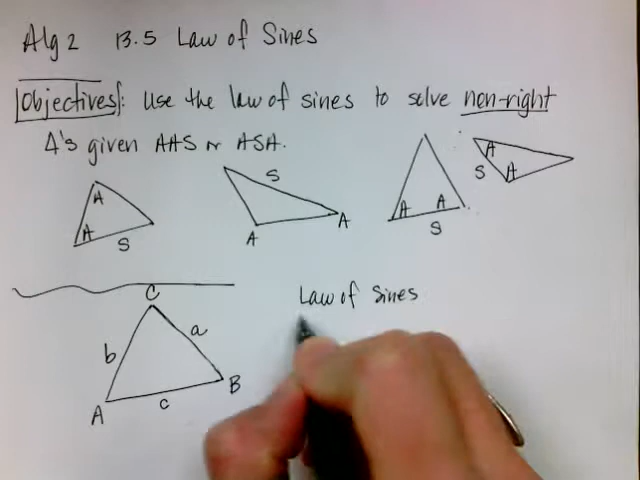 Alg 2 13.5 Law of Sines
Objectives: Use the law of sines to solve non-right
Δ's given AAS or ASA.
A
A
S
S
A
A
A
A
S
A
S
A
Law of Sines
C
b
a
A
c
B